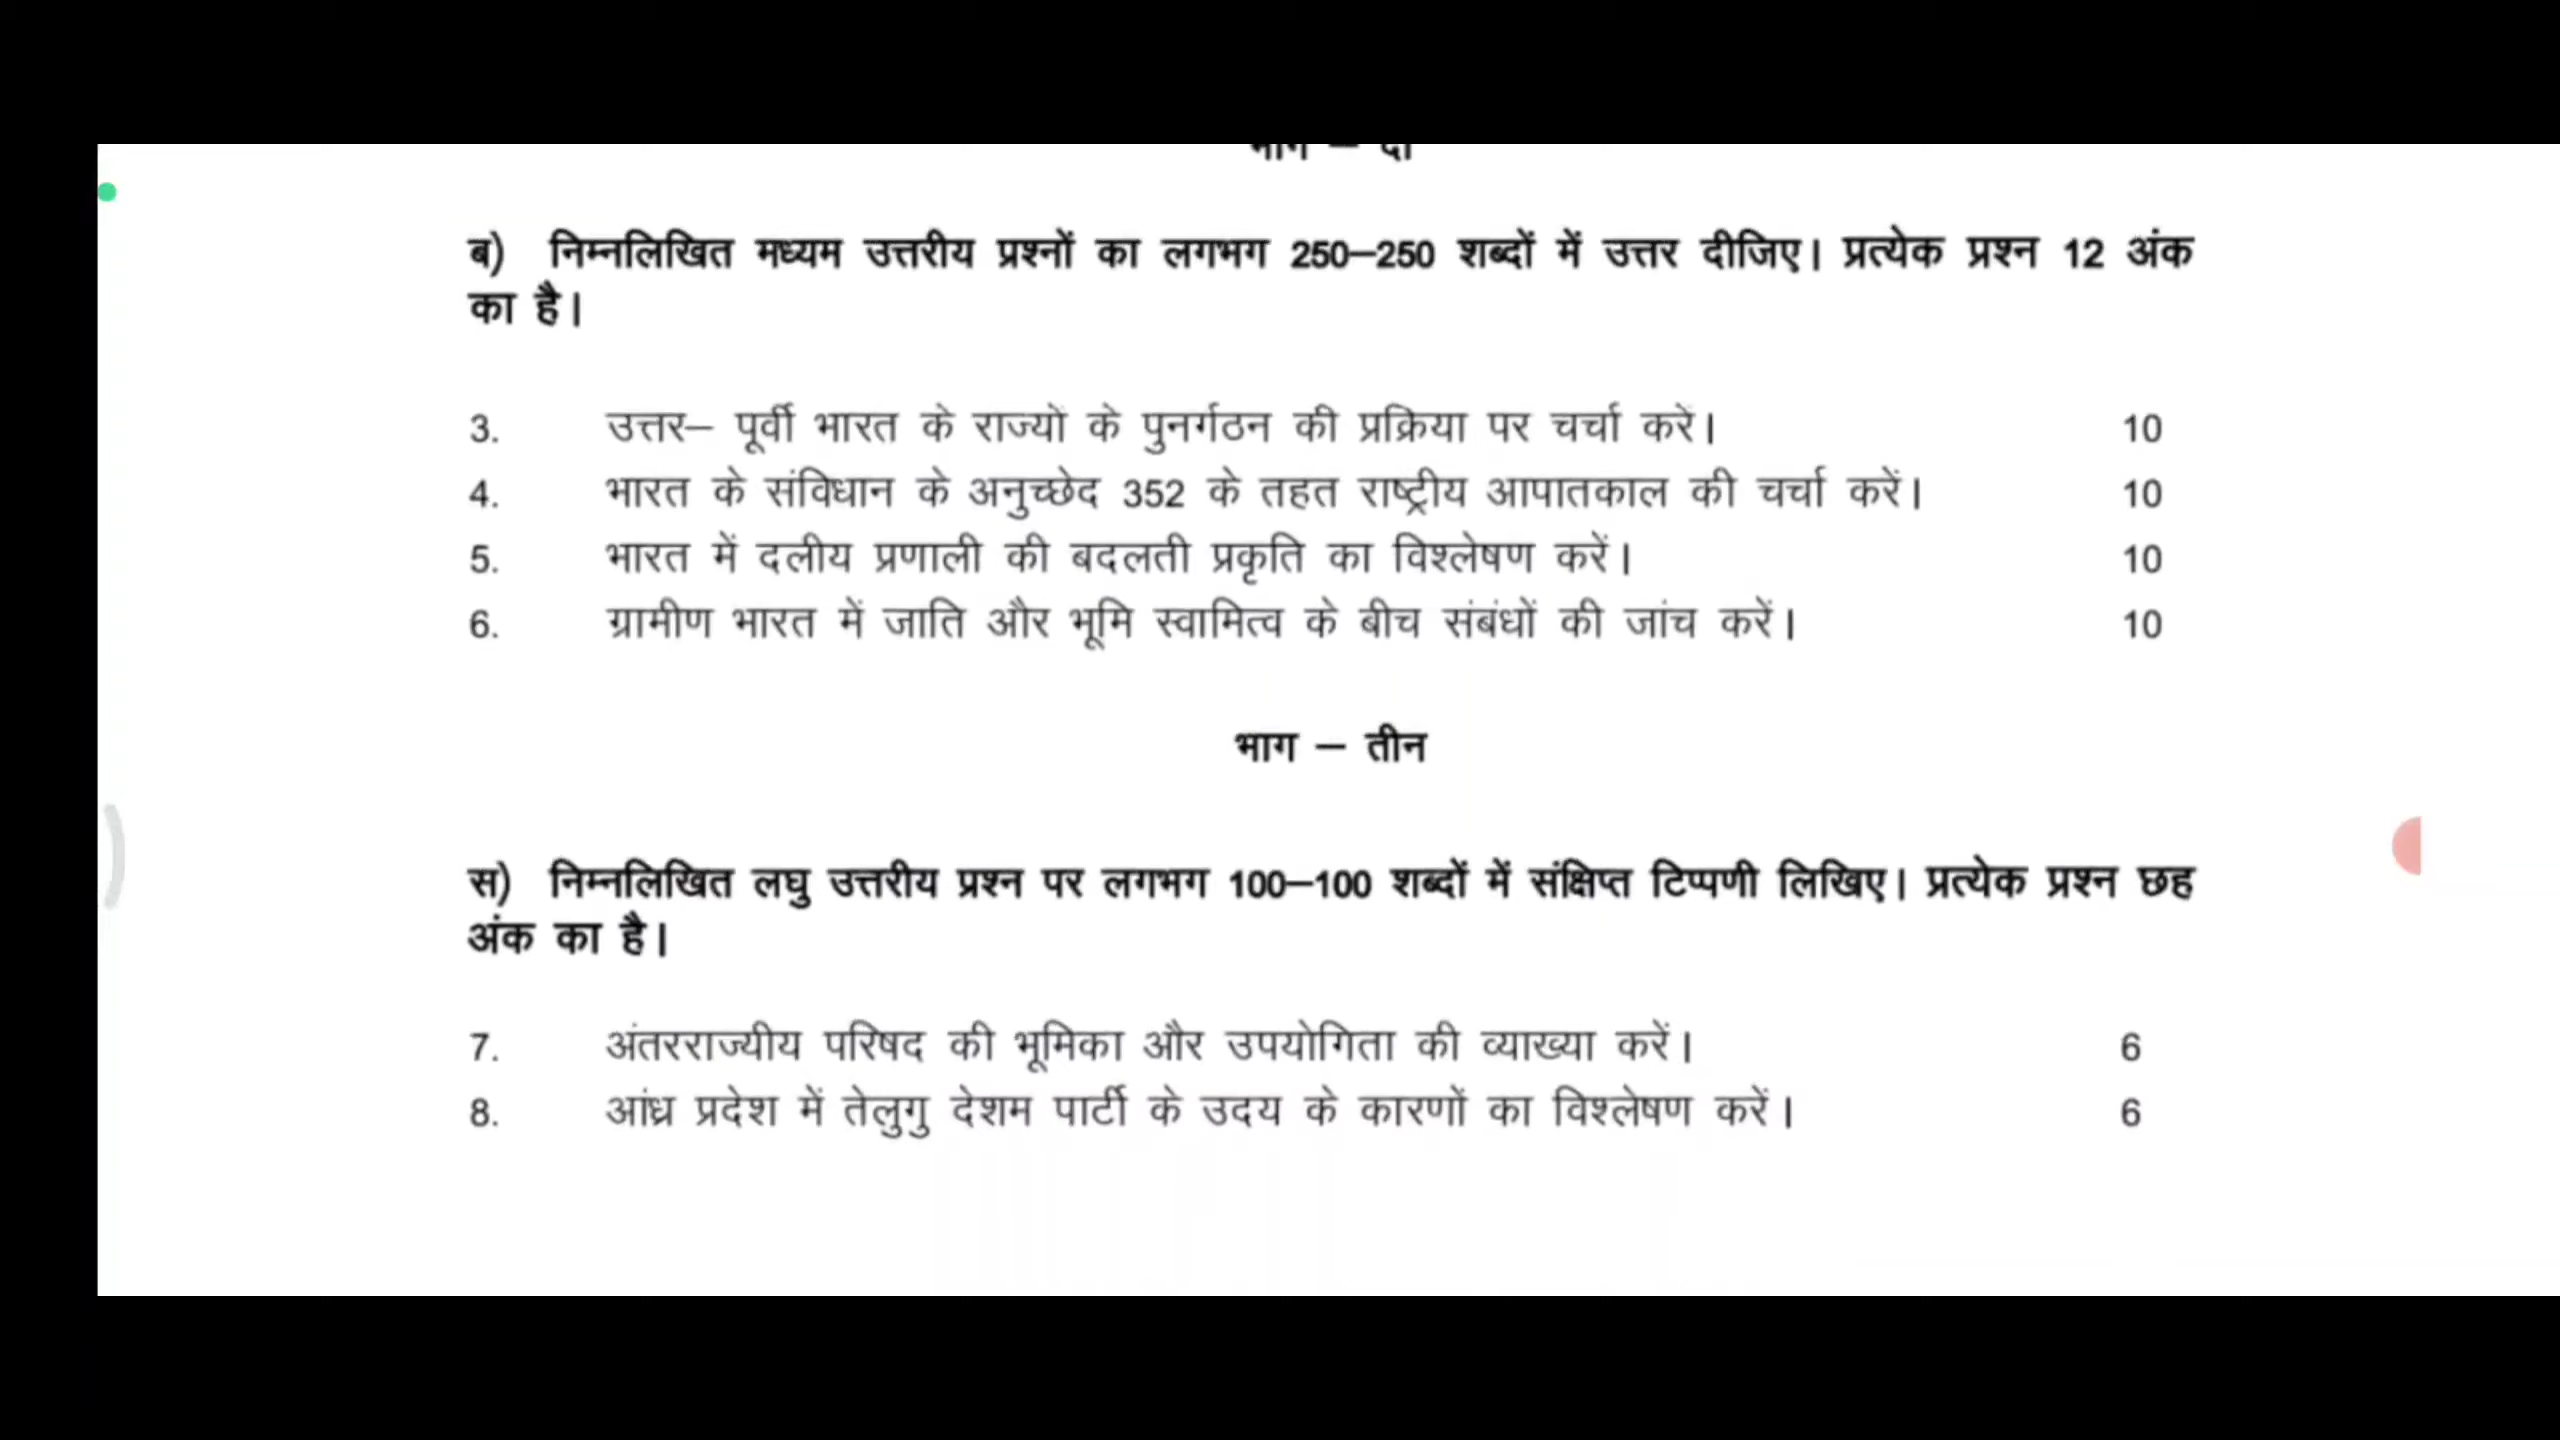 भाग – दो
ब) निम्नलिखित मध्यम उत्तरीय प्रश्नों का लगभग 250–250 शब्दों में उत्तर दीजिए। प्रत्येक प्रश्न 12 अंक
का है।
3. उत्तर– पूर्वी भारत के राज्यों के पुनर्गठन की प्रक्रिया पर चर्चा करें। 10
4. भारत के संविधान के अनुच्छेद 352 के तहत राष्ट्रीय आपातकाल की चर्चा करें। 10
5. भारत में दलीय प्रणाली की बदलती प्रकृति का विश्लेषण करें। 10
6. ग्रामीण भारत में जाति और भूमि स्वामित्व के बीच संबंधों की जांच करें। 10
भाग – तीन
स) निम्नलिखित लघु उत्तरीय प्रश्न पर लगभग 100–100 शब्दों में संक्षिप्त टिप्पणी लिखिए। प्रत्येक प्रश्न छह
अंक का है।
7. अंतरराज्यीय परिषद की भूमिका और उपयोगिता की व्याख्या करें। 6
8. आंध्र प्रदेश में तेलुगु देशम पार्टी के उदय के कारणों का विश्लेषण करें। 6